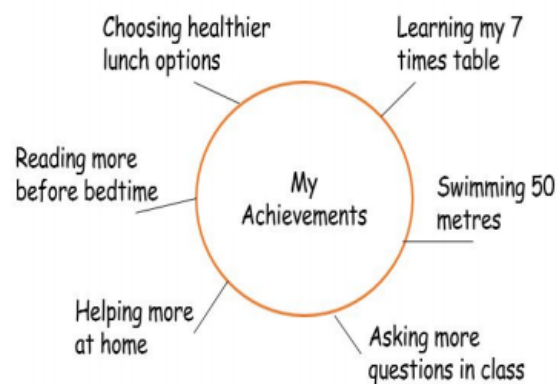 Choosing healthier
lunch options
Learning my 7
times table
Reading more
before bedtime
My
Achievements
Swimming 50
metres
Helping more
at home
Asking more
questions in class